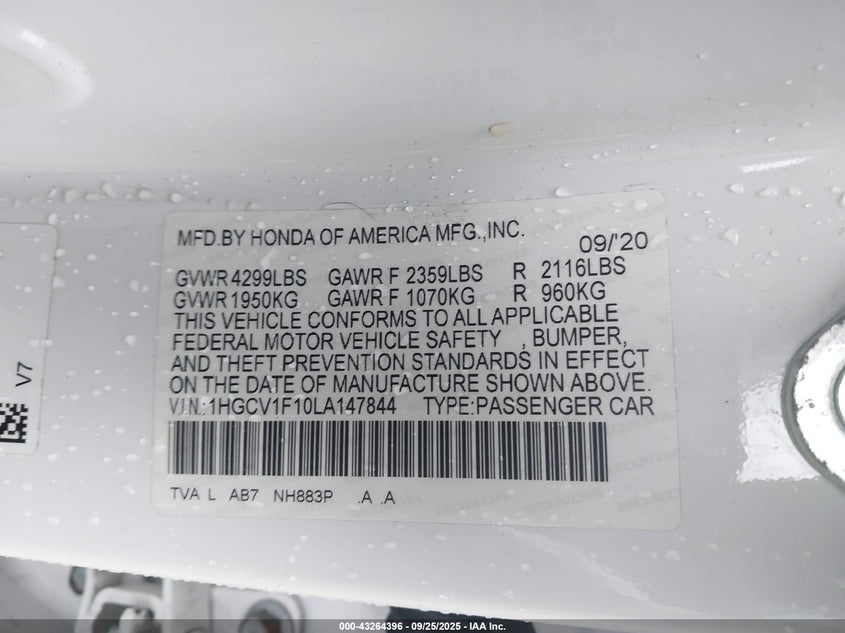 MFD.BY HONDA OF AMERICA MFG.,INC. 09/'20
GVWR 4299LBS GAWR F 2359LBS R 2116LBS
GVWR 1950KG GAWR F 1070KG R 960KG
THIS VEHICLE CONFORMS TO ALL APPLICABLE
FEDERAL MOTOR VEHICLE SAFETY , BUMPER,
AND THEFT PREVENTION STANDARDS IN EFFECT
ON THE DATE OF MANUFACTURE SHOWN ABOVE.
V.I.N.:1HGCV1F10LA147844 TYPE:PASSENGER CAR
TVA L AB7 NH883P .A .A
V7
000-43264396 - 09/25/2025 - IAA Inc.